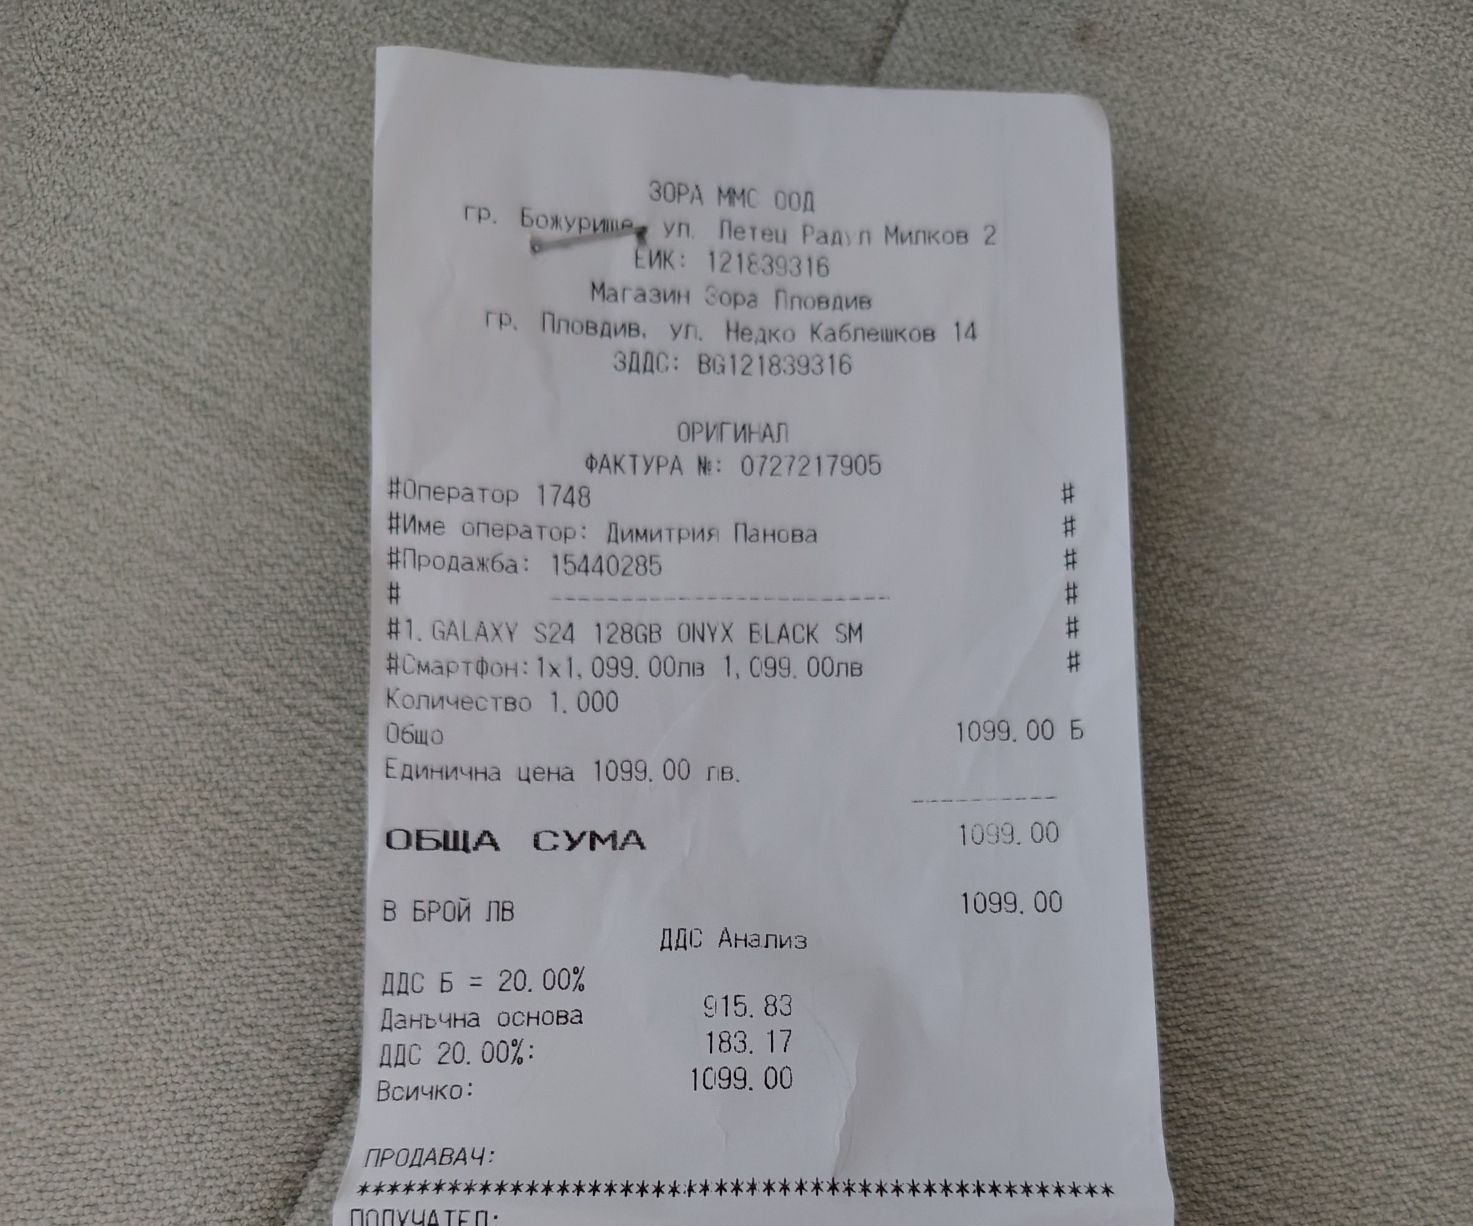 ЗОРА ММС ООД
гр. Божурище, ул. Летец Радул Милков 2
ЕИК: 121839316
Магазин Зора Пловдив
гр. Пловдив, ул. Недко Каблешков 14
ЗДДС: BG121839316
ОРИГИНАЛ
ФАКТУРА №: 0727217905
#Оператор 1748 #
#Име оператор: Димитрия Панова #
#Продажба: 15440285 #
# ------------------------ #
#1. GALAXY S24 128GB ONYX BLACK SM #
#Смартфон:1x1,099.00лв 1,099.00лв #
Количество 1.000
Общо 1099.00 Б
Единична цена 1099.00 лв.
ОБЩА СУМА 1099.00
В БРОЙ ЛВ 1099.00
ДДС Анализ
ДДС Б = 20.00%
Данъчна основа 915.83
ДДС 20.00%: 183.17
Всичко: 1099.00
ПРОДАВАЧ:
************************************************
ПОЛУЧАТЕЛ: